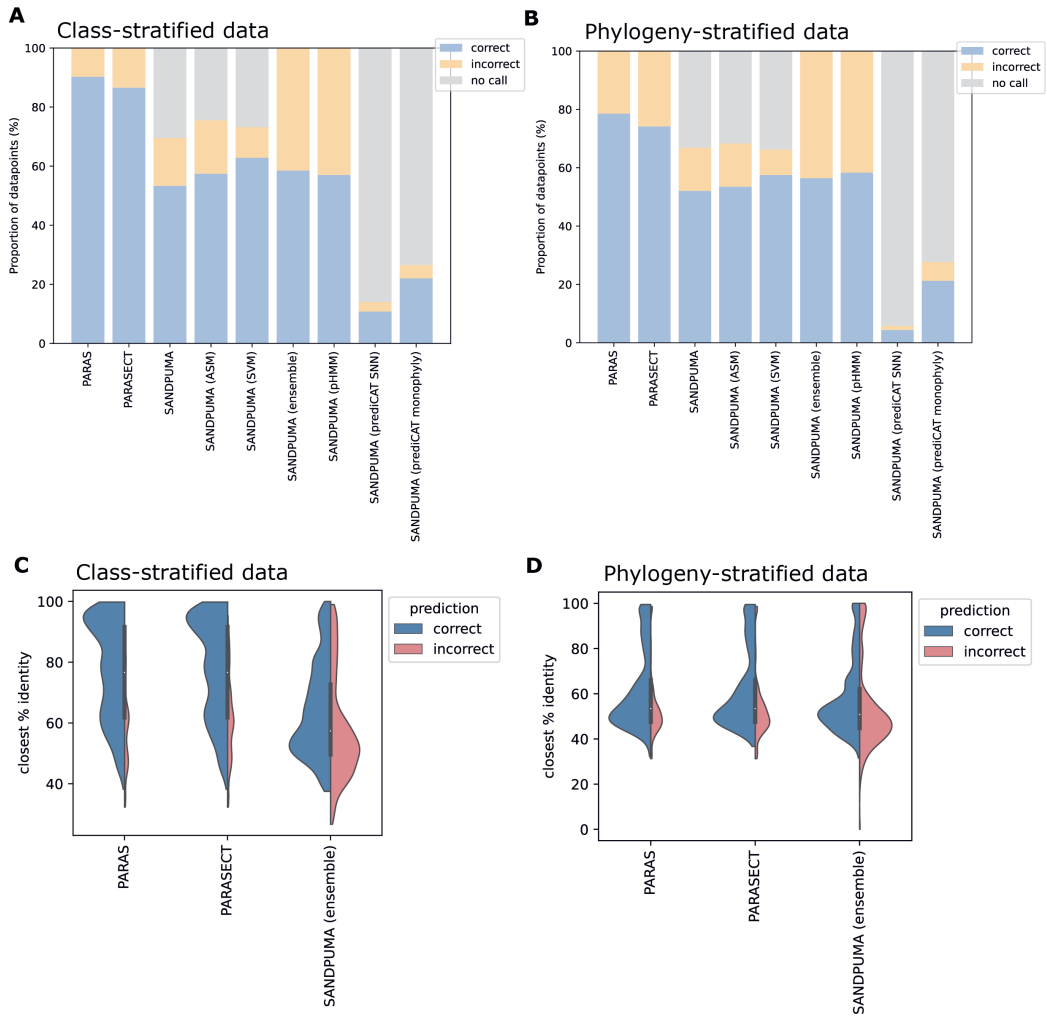 A
Class-stratified data
correct
incorrect
no call
Proportion of datapoints (%)
100
80
60
40
20
0
PARAS
PARASECT
SANDPUMA
SANDPUMA (ASM)
SANDPUMA (SVM)
SANDPUMA (ensemble)
SANDPUMA (pHMM)
SANDPUMA (prediCAT SNN)
SANDPUMA (prediCAT monophyly)
B
Phylogeny-stratified data
correct
incorrect
no call
Proportion of datapoints (%)
100
80
60
40
20
0
PARAS
PARASECT
SANDPUMA
SANDPUMA (ASM)
SANDPUMA (SVM)
SANDPUMA (ensemble)
SANDPUMA (pHMM)
SANDPUMA (prediCAT SNN)
SANDPUMA (prediCAT monophyly)
C
Class-stratified data
prediction
correct
incorrect
closest % identity
100
80
60
40
PARAS
PARASECT
SANDPUMA (ensemble)
D
Phylogeny-stratified data
prediction
correct
incorrect
closest % identity
100
80
60
40
20
0
PARAS
PARASECT
SANDPUMA (ensemble)